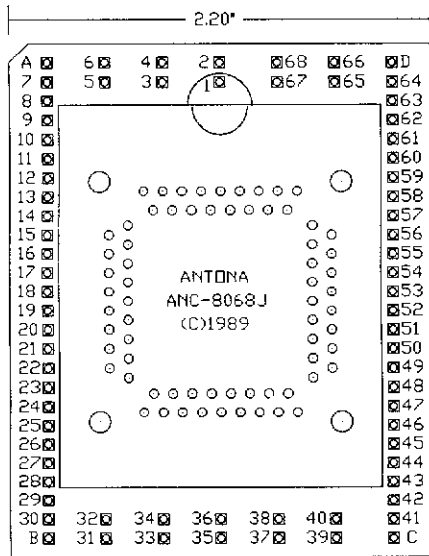 2.20"
A 6 4 2 68 66 D
7 5 3 1 67 65 64
8 63
9 62
10 61
11 60
12 59
13 58
14 57
15 56
16 55
17 54
18 ANTONA 53
19 ANC-8068J 52
20 (C)1989 51
21 50
22 49
23 48
24 47
25 46
26 45
27 44
28 43
29 42
30 32 34 36 38 40 41
B 31 33 35 37 39 C